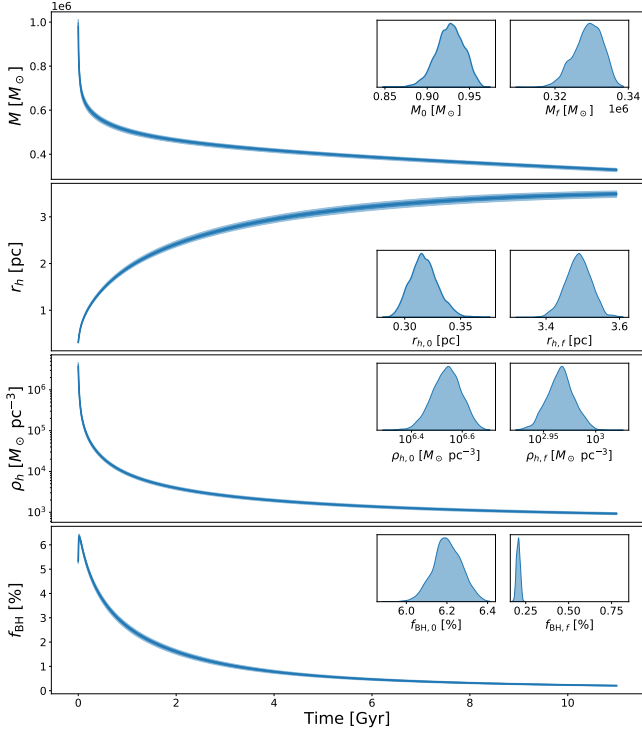 1e6
1.0
0.8
0.6
0.4
M [M⊙]
0.85 0.90 0.95
M₀ [M⊙]
0.32 0.34
M_f [M⊙] 1e6
3
2
1
r_h [pc]
0.30 0.35
r_{h, 0} [pc]
3.4 3.6
r_{h, f} [pc]
10⁶
10⁵
10⁴
10³
ρ_h [M⊙ pc⁻³]
10^{6.4} 10^{6.6}
ρ_{h, 0} [M⊙ pc⁻³]
10^{2.95} 10³
ρ_{h, f} [M⊙ pc⁻³]
6
5
4
3
2
1
0
f_{BH} [%]
6.0 6.2 6.4
f_{BH, 0} [%]
0.25 0.50 0.75
f_{BH, f} [%]
0 2 4 6 8 10
Time [Gyr]